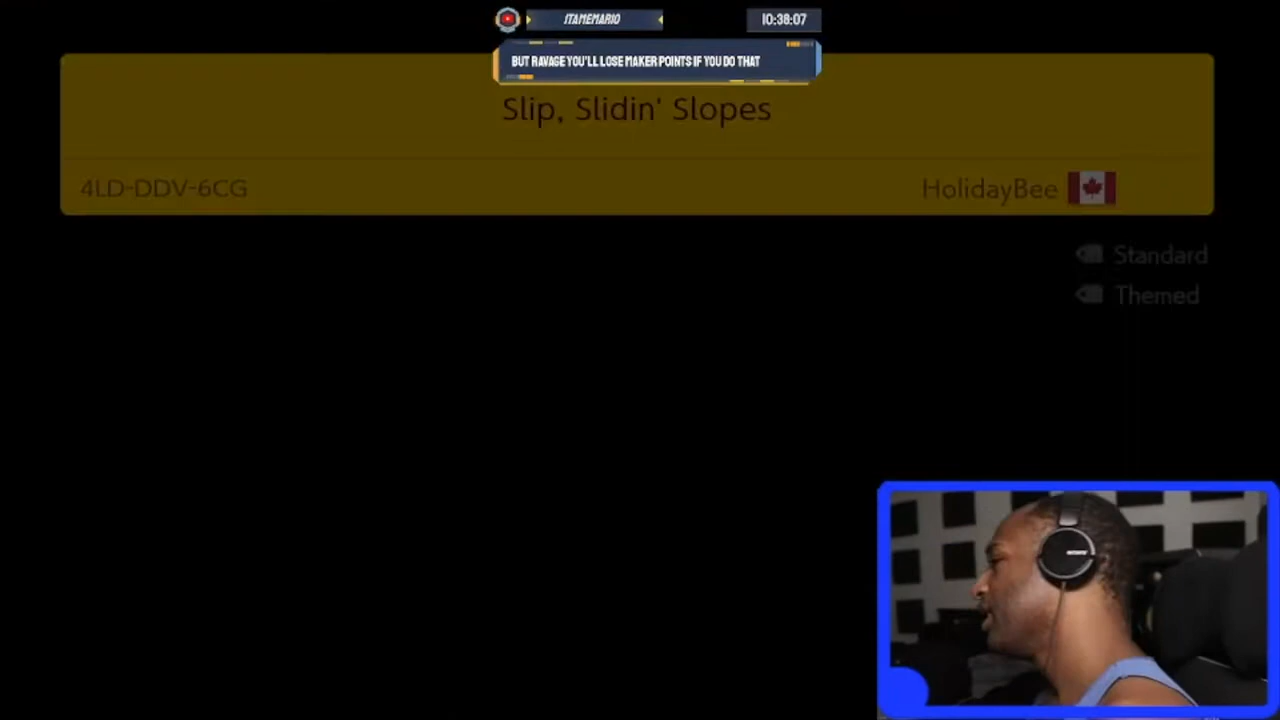 ITAMEMARIO
10:38:07
BUT RAVAGE YOU'LL LOSE MAKER POINTS IF YOU DO THAT
Slip, Slidin' Slopes
4LD-DDV-6CG
HolidayBee
Standard
Themed